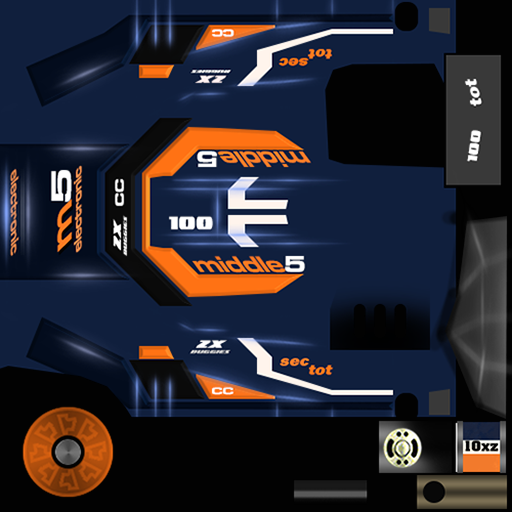 CC
sec tot
ZX
BUGGIES
tot
100
middle5
electronic
m5
electronic
CC
ZX
BUGGIES
100
middle5
ZX
BUGGIES
sec
tot
CC
10xz